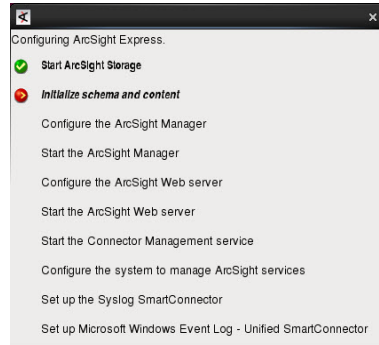 Configuring ArcSight Express.
Start ArcSight Storage
Initialize schema and content
Configure the ArcSight Manager
Start the ArcSight Manager
Configure the ArcSight Web server
Start the ArcSight Web server
Start the Connector Management service
Configure the system to manage ArcSight services
Set up the Syslog SmartConnector
Set up Microsoft Windows Event Log - Unified SmartConnector